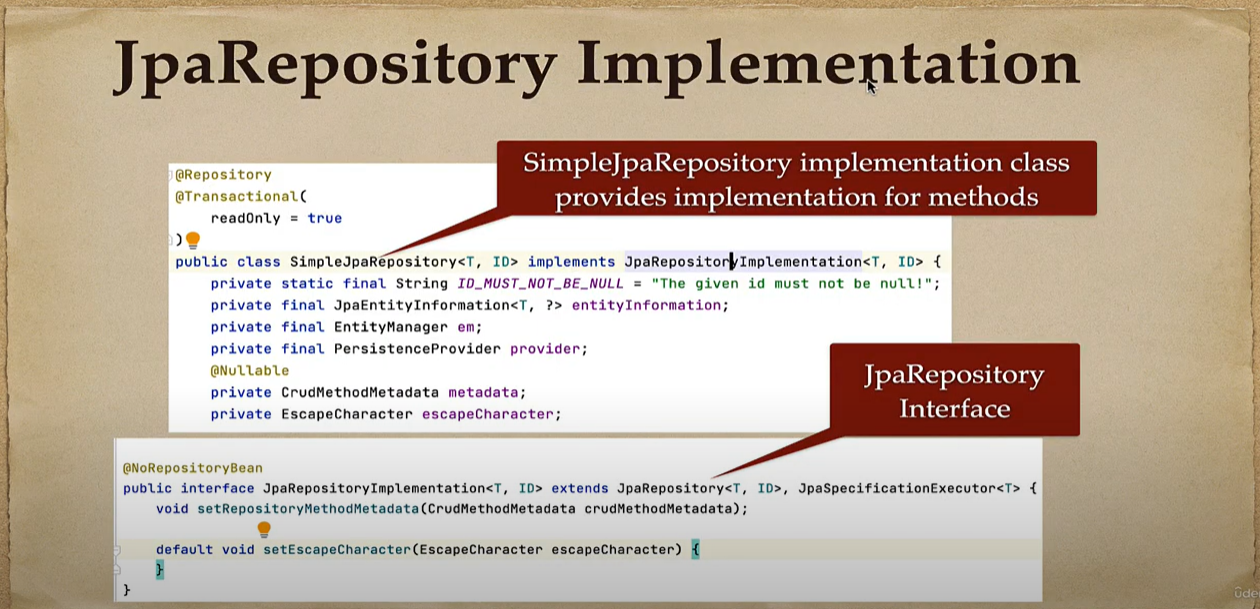 JpaRepository Implementation
SimpleJpaRepository implementation class
provides implementation for methods
@Repository
@Transactional(
readOnly = true
)
public class SimpleJpaRepository<T, ID> implements JpaRepositoryImplementation<T, ID> {
private static final String ID_MUST_NOT_BE_NULL = "The given id must not be null!";
private final JpaEntityInformation<T, ?> entityInformation;
private final EntityManager em;
private final PersistenceProvider provider;
@Nullable
private CrudMethodMetadata metadata;
private EscapeCharacter escapeCharacter;
JpaRepository
Interface
@NoRepositoryBean
public interface JpaRepositoryImplementation<T, ID> extends JpaRepository<T, ID>, JpaSpecificationExecutor<T> {
void setRepositoryMethodMetadata(CrudMethodMetadata crudMethodMetadata);
default void setEscapeCharacter(EscapeCharacter escapeCharacter) {
}
}